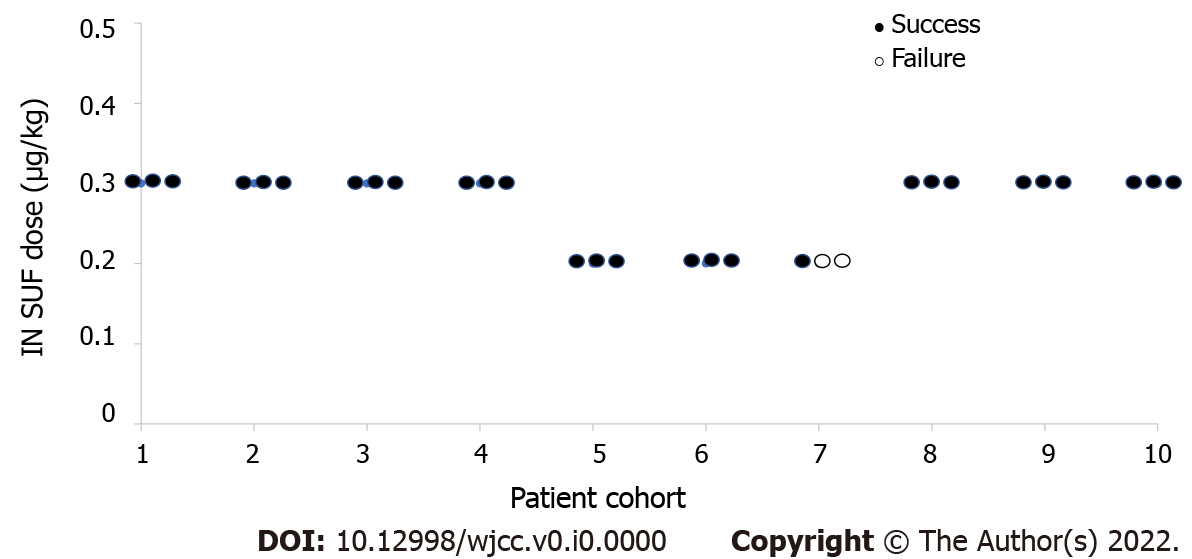 0.5
0.4
0.3
0.2
0.1
0
IN SUF dose (μg/kg)
Success
Failure
1 2 3 4 5 6 7 8 9 10
Patient cohort
DOI: 10.12998/wjcc.v0.i0.0000 Copyright © The Author(s) 2022.